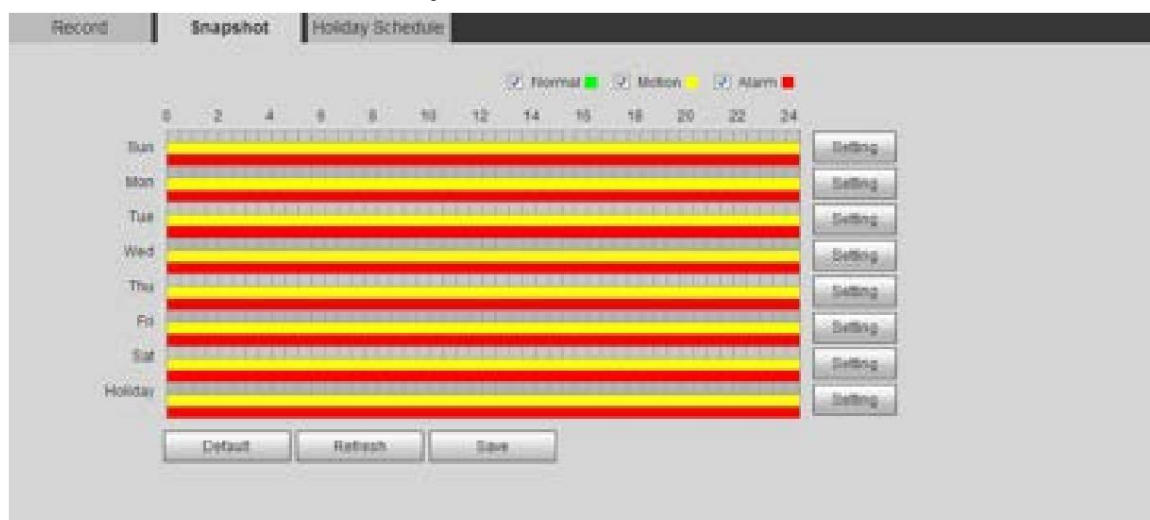 Record Snapshot Holiday Schedule
Normal Motion Alarm
0 2 4 6 8 10 12 14 16 18 20 22 24
Sun Setting
Mon Setting
Tue Setting
Wed Setting
Thu Setting
Fri Setting
Sat Setting
Holiday Setting
Default Refresh Save